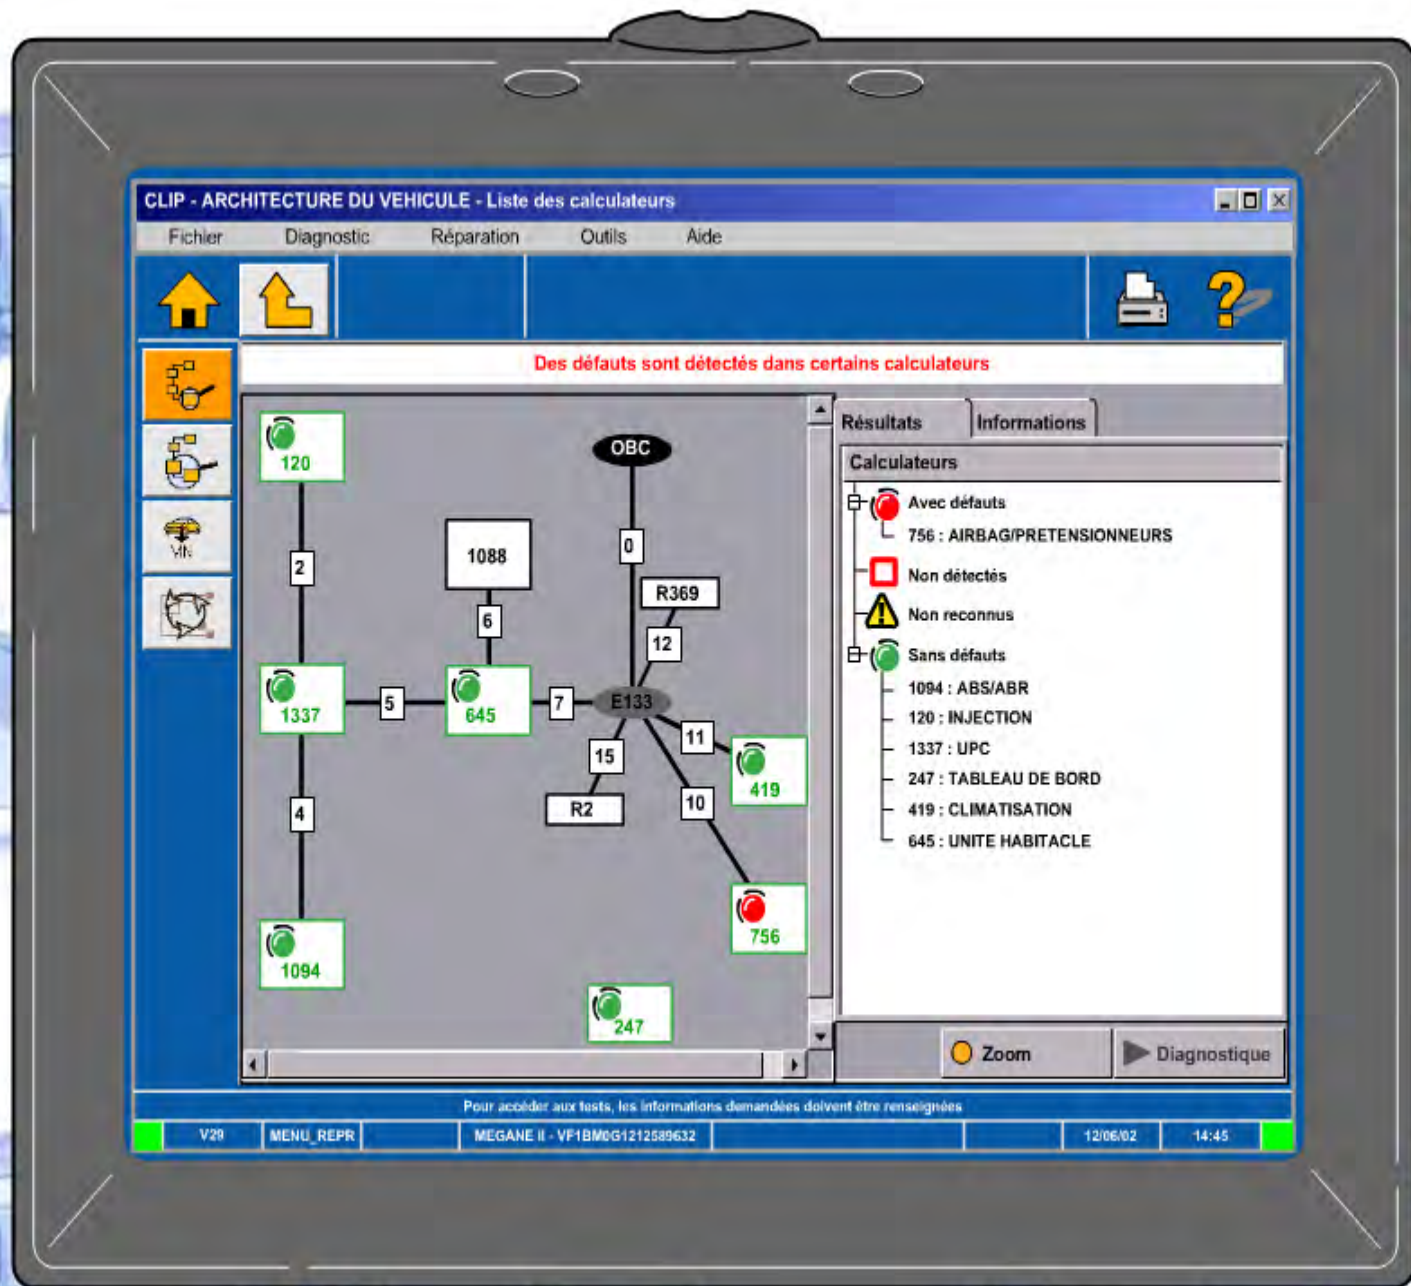 CLIP - ARCHITECTURE DU VEHICULE - Liste des calculateurs
Fichier Diagnostic Réparation Outils Aide
VIN
Des défauts sont détectés dans certains calculateurs
120
OBC
2
1088
0
6
R369
12
1337
5
645
7
E133
11
15
419
4
R2
10
756
1094
247
Résultats Informations
Calculateurs
Avec défauts
756 : AIRBAG/PRETENSIONNEURS
Non détectés
Non reconnus
Sans défauts
1094 : ABS/ABR
120 : INJECTION
1337 : UPC
247 : TABLEAU DE BORD
419 : CLIMATISATION
645 : UNITE HABITACLE
Zoom Diagnostique
Pour accéder aux tests, les informations demandées doivent être renseignées
V29 MENU_REPR MEGANE II - VF1BM0G1212589632 12/06/02 14:45